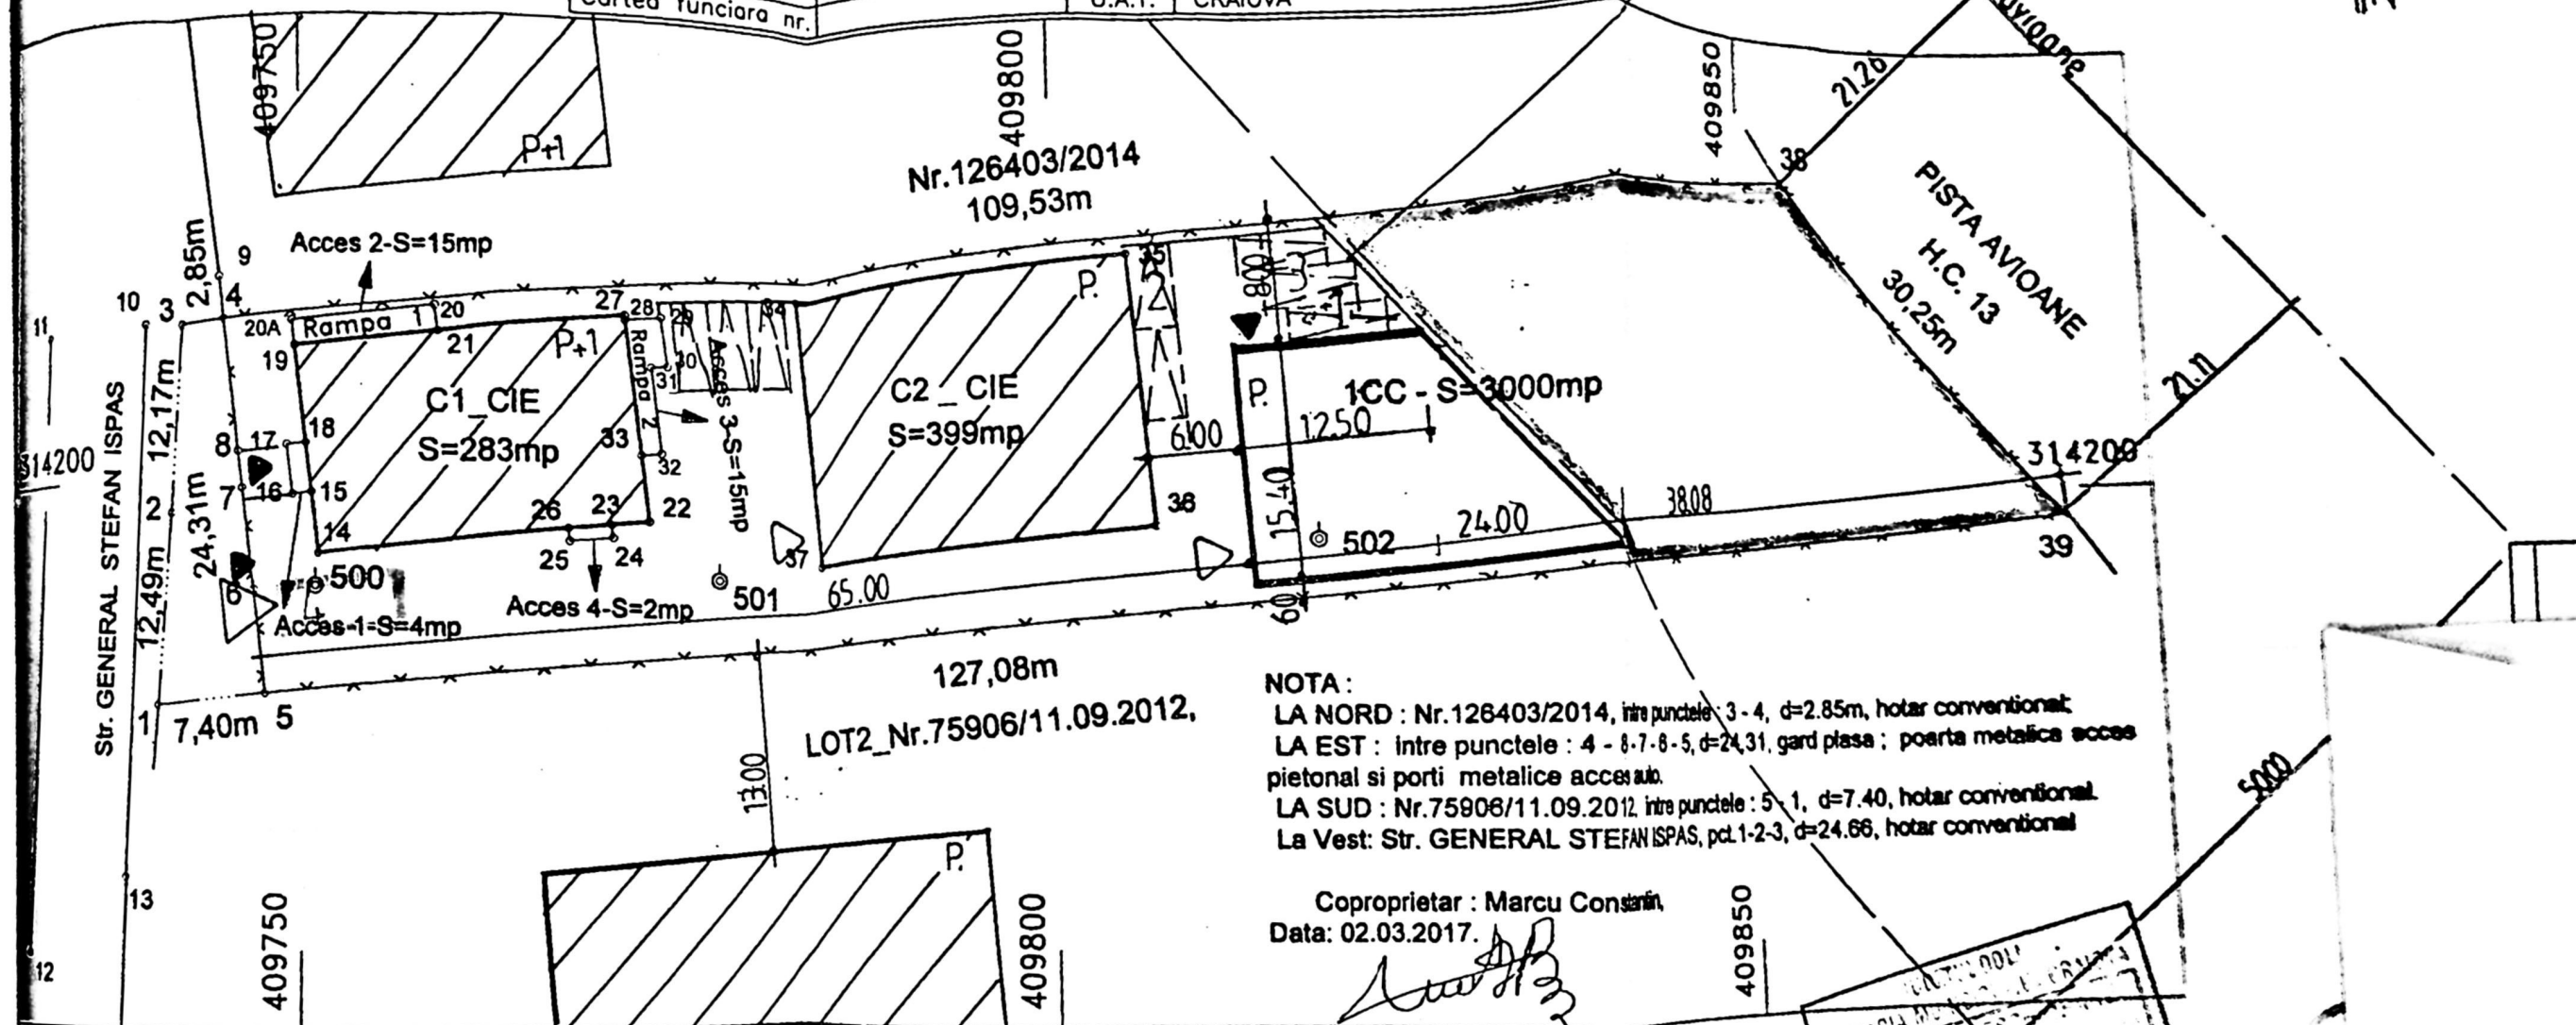 Cartea funciara nr.
U.A.T.
CRAIOVA
409750
409800
409850
P+1
Nr.126403/2014
109,53m
21.26
38
PISTA AVIOANE
H.C. 13
30,25m
2,85m
9
Acces 2-S=15mp
10
3
4
11
20A
Rampa 1
20
27
28
29
34
35
P.
8.00
19
21
P+1
30
31
C1_CIE
S=283mp
Rampa 2
Acces 3-S=15mp
C2_CIE
S=399mp
P.
1CC - S=3000mp
6.00
12.50
21.11
Str. GENERAL STEFAN ISPAS
12,17m
8
17
18
33
32
314200
314200
24,31m
7
16
15
2
14
26
23
22
25
24
36
37
15.40
502
24.00
38.08
39
12,49m
6
500
Acces-1=S=4mp
Acces 4-S=2mp
501
65.00
60
1
7,40m
5
127,08m
LOT2_Nr.75906/11.09.2012,
13.00
P.
13
12
NOTA :
LA NORD : Nr.126403/2014, intre punctele : 3 - 4, d=2.85m, hotar conventional;
LA EST : intre punctele : 4 - 8-7-6-5, d=24,31, gard plasa ; poarta metalica acces
pietonal si porti metalice acces auto.
LA SUD : Nr.75906/11.09.2012, intre punctele : 5 - 1, d=7.40, hotar conventional.
La Vest: Str. GENERAL STEFAN ISPAS, pct.1-2-3, d=24.66, hotar conventional
Coproprietar : Marcu Constantin,
Data: 02.03.2017.
50.00
409750
409800
409850